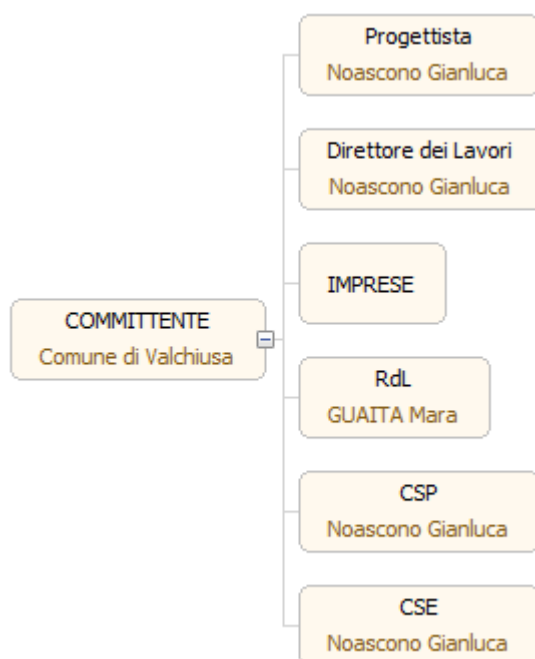 Progettista
Noascono Gianluca
Direttore dei Lavori
Noascono Gianluca
IMPRESE
COMMITTENTE
Comune di Valchiusa
RdL
GUAITA Mara
CSP
Noascono Gianluca
CSE
Noascono Gianluca